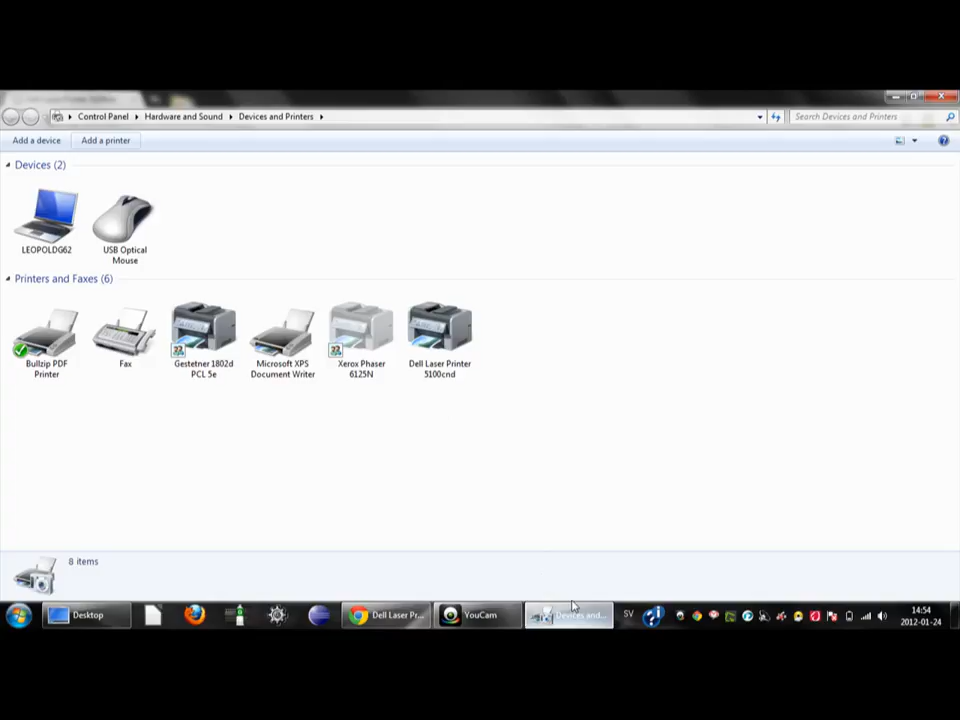 Control Panel Hardware and Sound Devices and Printers Search Devices and Printers
Add a device Add a printer
Devices (2)
LEOPOLDG62 USB Optical
Mouse
Printers and Faxes (6)
Bullzip PDF Fax Gestetner 1802d Microsoft XPS Xerox Phaser Dell Laser Printer
Printer PCL 5e Document Writer 6125N 5100cnd
8 items
Desktop Dell Laser Pr... YouCam Devices and... SV 14:54
2012-01-24